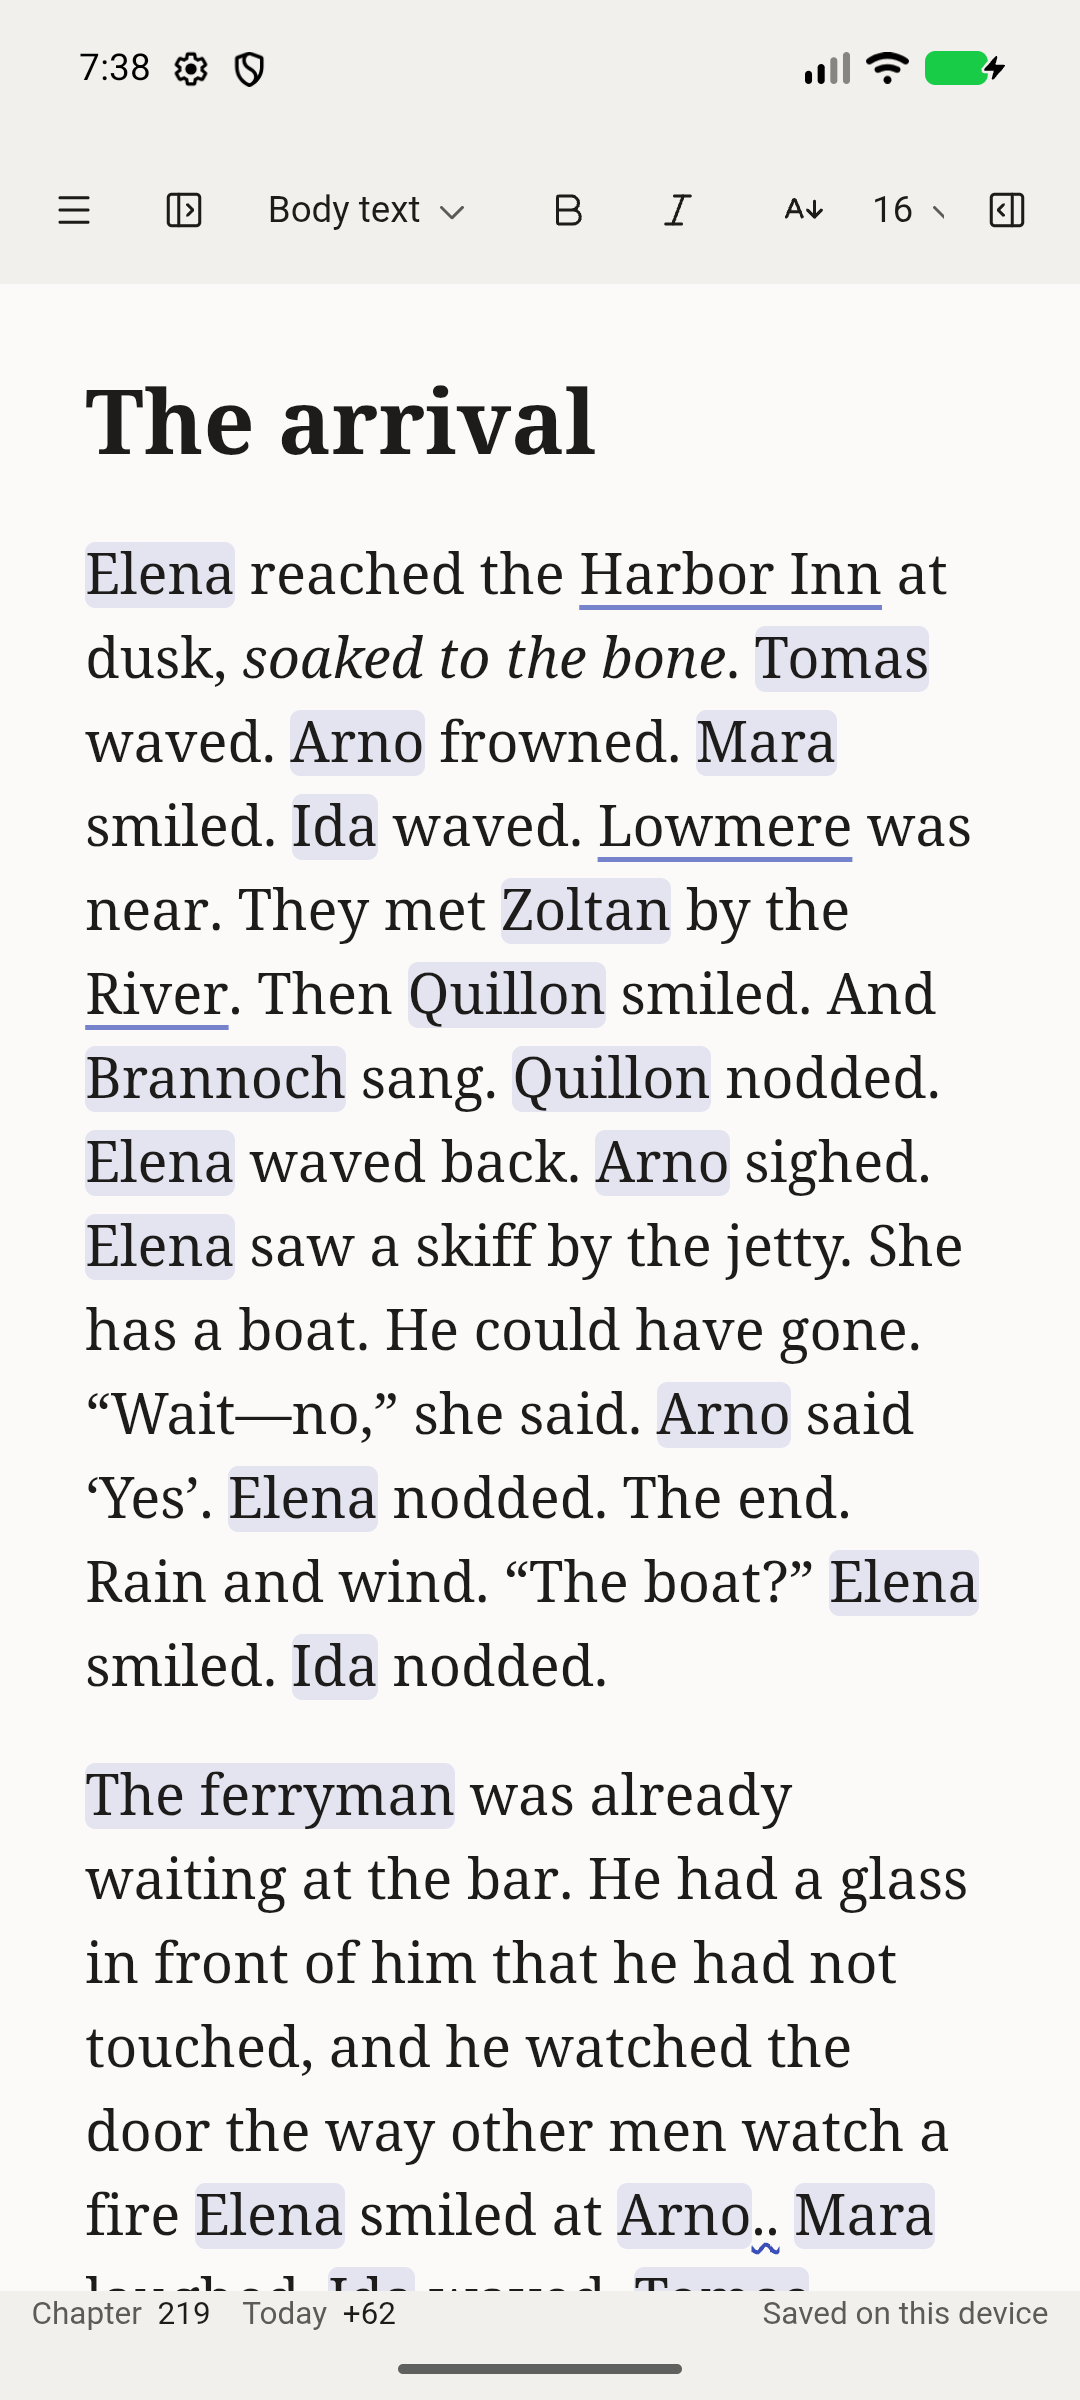 7:38
Body text B I A 16
The arrival
Elena reached the Harbor Inn at
dusk, soaked to the bone. Tomas
waved. Arno frowned. Mara
smiled. Ida waved. Lowmere was
near. They met Zoltan by the
River. Then Quillon smiled. And
Brannoch sang. Quillon nodded.
Elena waved back. Arno sighed.
Elena saw a skiff by the jetty. She
has a boat. He could have gone.
“Wait—no,” she said. Arno said
‘Yes’. Elena nodded. The end.
Rain and wind. “The boat?” Elena
smiled. Ida nodded.
The ferryman was already
waiting at the bar. He had a glass
in front of him that he had not
touched, and he watched the
door the way other men watch a
fire Elena smiled at Arno.. Mara
laughed. Ida waved. Tomas
Chapter 219 Today +62 Saved on this device